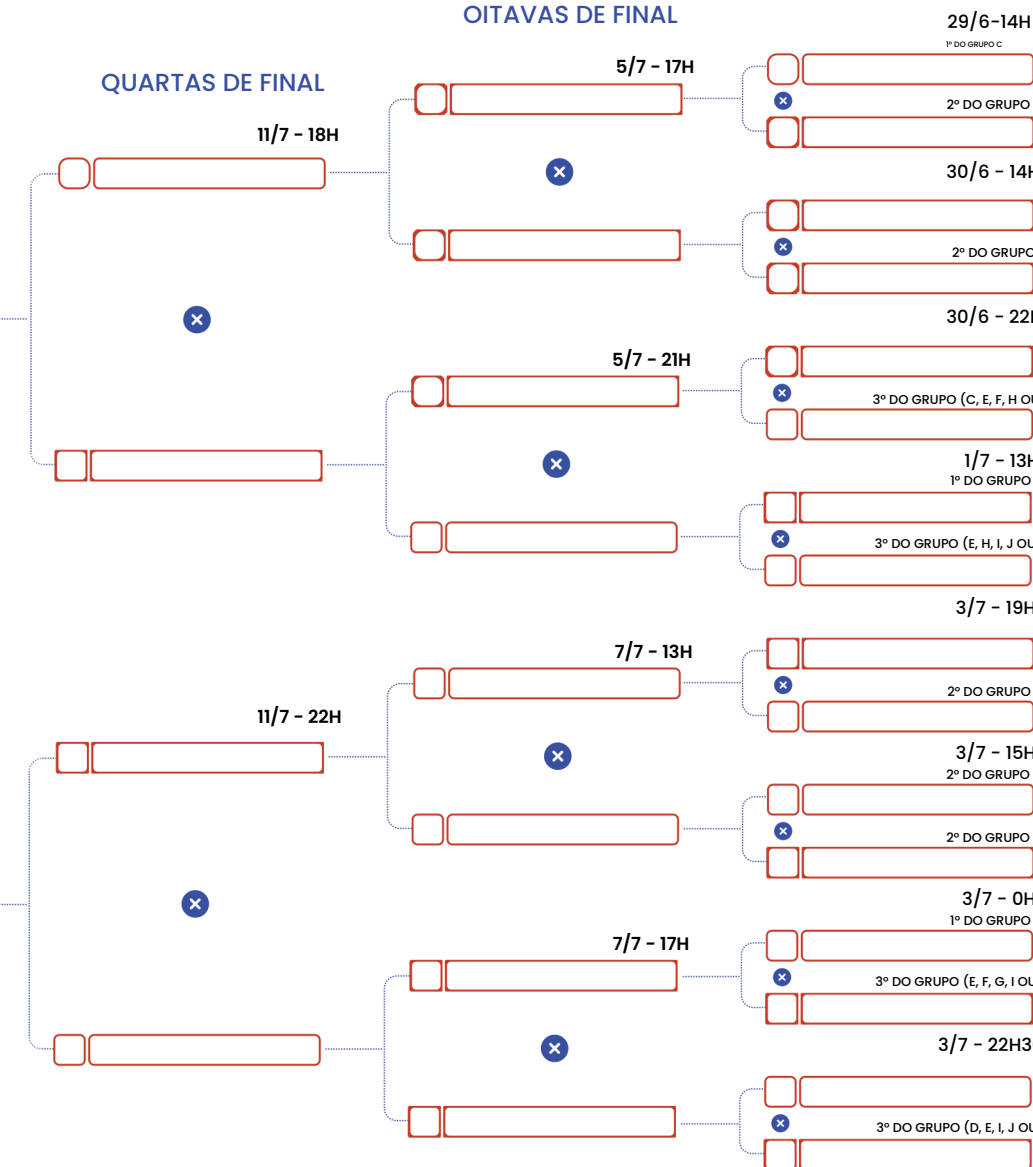 OITAVAS DE FINAL
29/6-14H
1º DO GRUPO C
5/7 - 17H
QUARTAS DE FINAL
2º DO GRUPO
11/7 - 18H
30/6 - 14H
2º DO GRUPO
30/6 - 22H
5/7 - 21H
3º DO GRUPO (C, E, F, H OU
1/7 - 13H
1º DO GRUPO
3º DO GRUPO (E, H, I, J OU
3/7 - 19H
7/7 - 13H
2º DO GRUPO
11/7 - 22H
3/7 - 15H
2º DO GRUPO
2º DO GRUPO
3/7 - 0H
1º DO GRUPO
7/7 - 17H
3º DO GRUPO (E, F, G, I OU
3/7 - 22H3
3º DO GRUPO (D, E, I, J OU